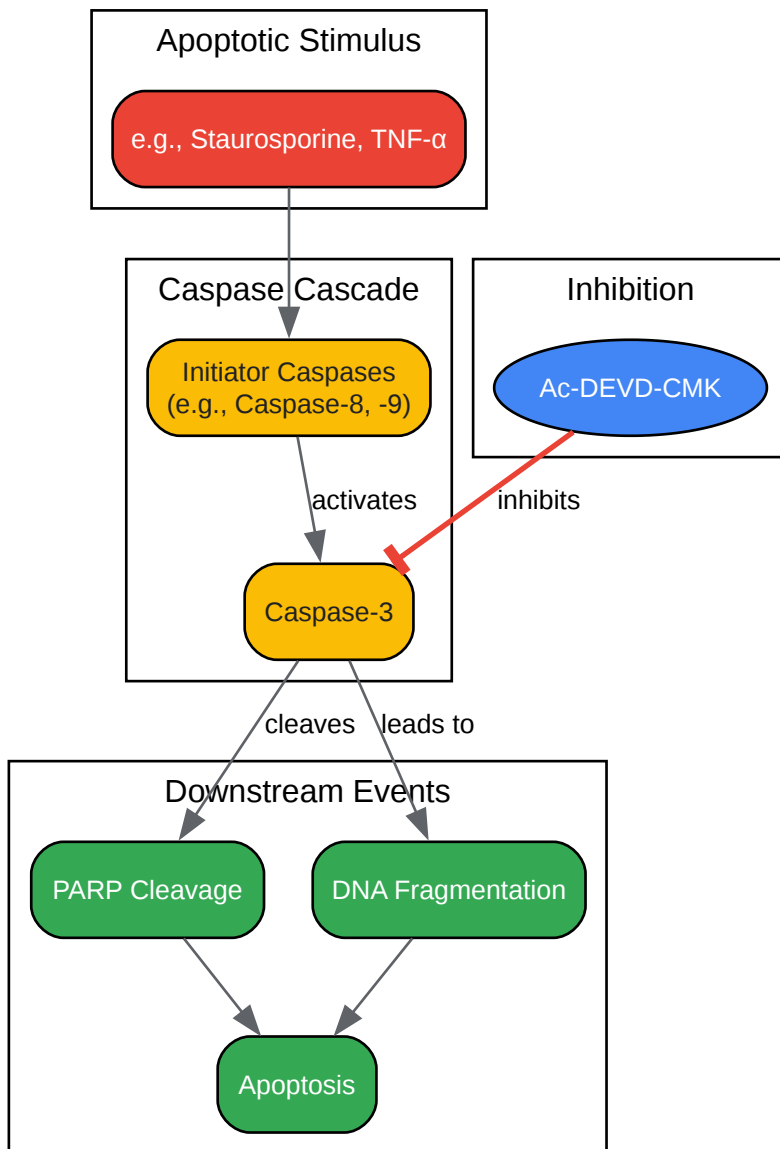 Apoptotic Stimulus
e.g., Staurosporine, TNF-α
Caspase Cascade
Inhibition
Initiator Caspases
(e.g., Caspase-8, -9)
Ac-DEVD-CMK
activates
inhibits
Caspase-3
cleaves
leads to
Downstream Events
PARP Cleavage
DNA Fragmentation
Apoptosis